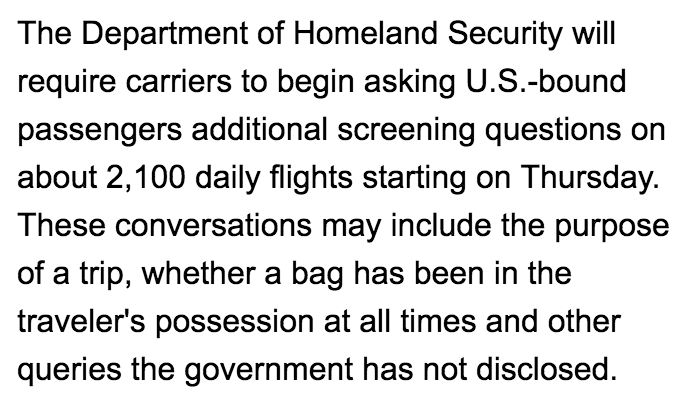 The Department of Homeland Security will
require carriers to begin asking U.S.-bound
passengers additional screening questions on
about 2,100 daily flights starting on Thursday.
These conversations may include the purpose
of a trip, whether a bag has been in the
traveler's possession at all times and other
queries the government has not disclosed.